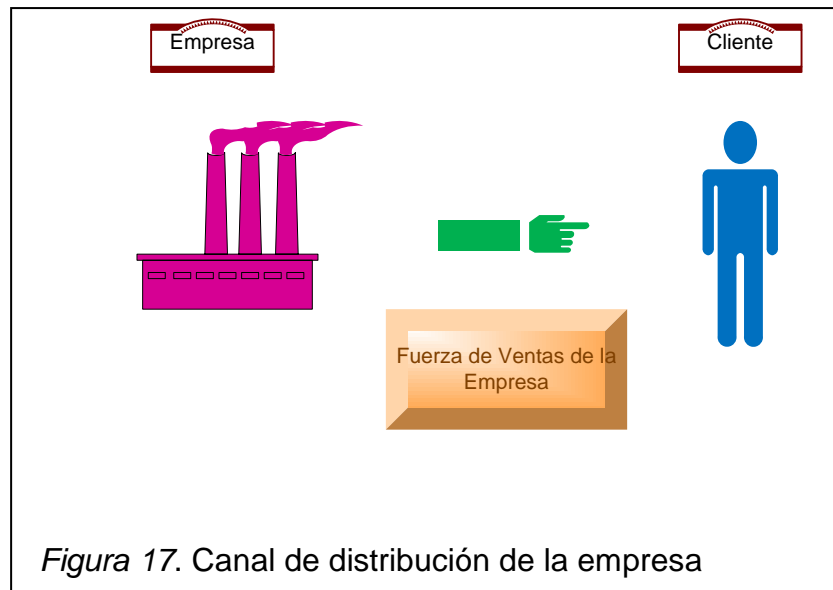 Empresa
Cliente
Fuerza de Ventas de la
Empresa
Figura 17. Canal de distribución de la empresa